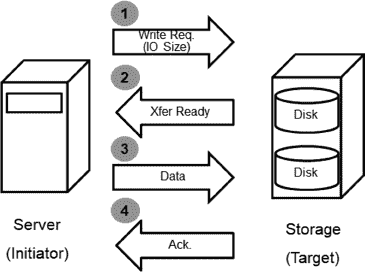 1
Write Req.
(IO Size)
2
Xfer Ready
3
Data
4
Ack.
Server
(Initiator)
Disk
Disk
Storage
(Target)